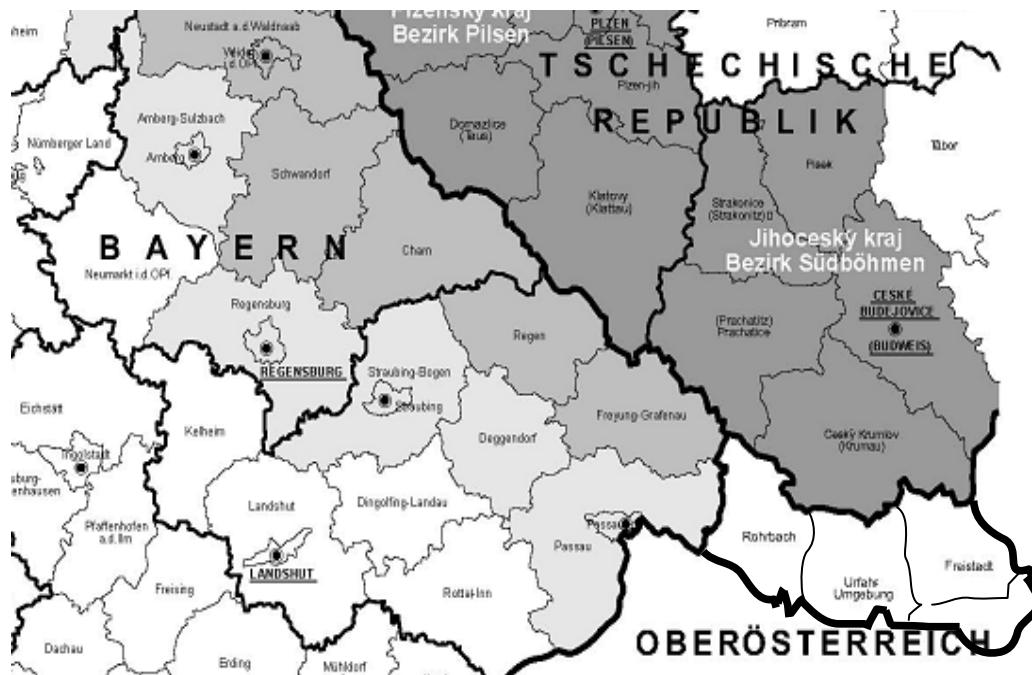 Plzenský kraj
Bezirk Pilsen
PLZEN
(PILSEN)
Pribram
Neustadt a.d.Waldnaab
i.d.OPf.
TSCHECHISCHE
REPUBLIK
Plzen-jih
Amberg-Sulzbach
Amberg
Nürnberger Land
Domazlice
(Taus)
Tábor
Pisek
Schwandorf
Klatovy
(Klattau)
Strakonice
(Strakonitz)
BAYERN
Cham
Jihoceský kraj
Bezirk Südböhmen
Neumarkt i.d.OPf.
Regensburg
REGENSBURG
CESKÉ
BUDEJOVICE
(BUDWEIS)
(Prachatitz)
Prachatice
Regen
Straubing-Bogen
Straubing
Eichstätt
Kelheim
Deggendorf
Freyung-Grafenau
Ceský Krumlov
(Krumau)
Ingolstadt
Landshut
Dingolfing-Landau
Pfaffenhofen
a.d.Ilm
Passau
Passau
Rohrbach
Freistadt
LANDSHUT
Urfahr
Umgebung
Freising
Rottal-Inn
OBERÖSTERREICH
Dachau
Erding
Mühldorf